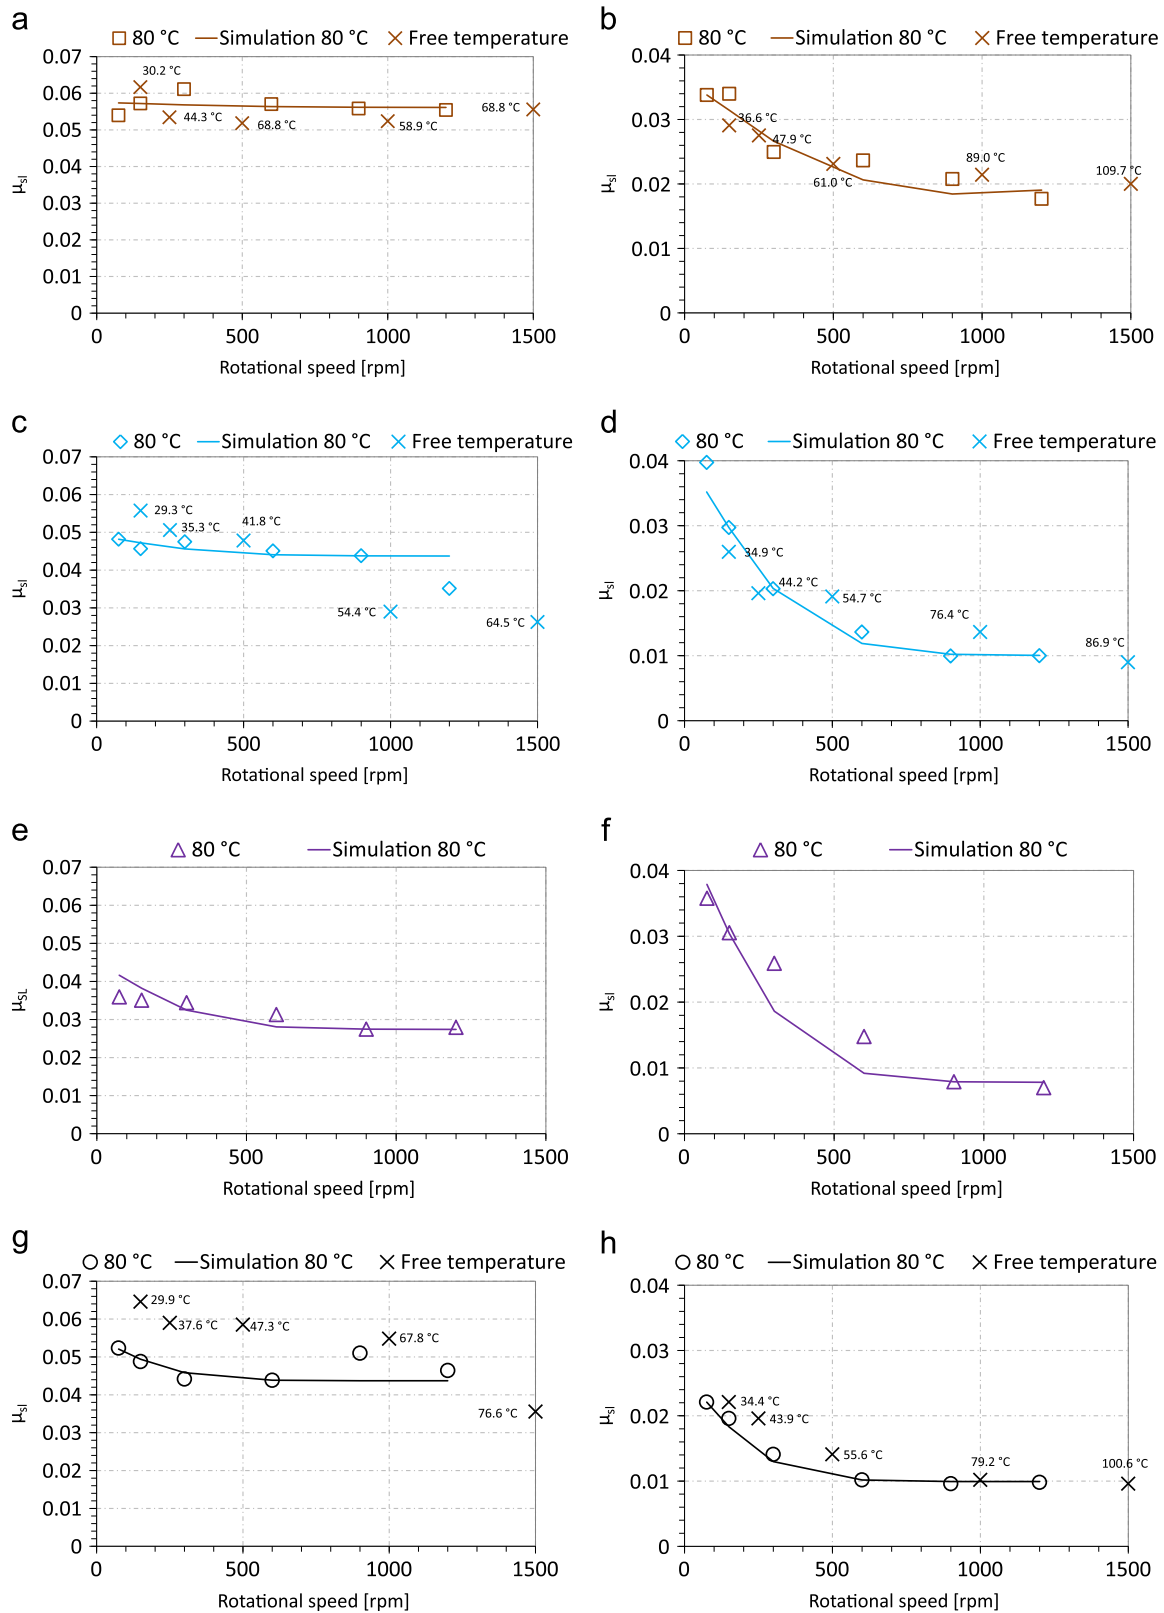 a
80 °C Simulation 80 °C Free temperature
0.07
0.06
0.05
0.04
0.03
0.02
0.01
0
μsl
30.2 °C
44.3 °C
68.8 °C
58.9 °C
68.8 °C
0 500 1000 1500
Rotational speed [rpm]
b
80 °C Simulation 80 °C Free temperature
0.04
0.03
0.02
0.01
0
μsl
36.6 °C
47.9 °C
61.0 °C
89.0 °C
109.7 °C
0 500 1000 1500
Rotational speed [rpm]
c
80 °C Simulation 80 °C Free temperature
0.07
0.06
0.05
0.04
0.03
0.02
0.01
0
μsl
29.3 °C
35.3 °C
41.8 °C
54.4 °C
64.5 °C
0 500 1000 1500
Rotational speed [rpm]
d
80 °C Simulation 80 °C Free temperature
0.04
0.03
0.02
0.01
0
μsl
34.9 °C
44.2 °C
54.7 °C
76.4 °C
86.9 °C
0 500 1000 1500
Rotational speed [rpm]
e
80 °C Simulation 80 °C
0.07
0.06
0.05
0.04
0.03
0.02
0.01
0
μSL
0 500 1000 1500
Rotational speed [rpm]
f
80 °C Simulation 80 °C
0.04
0.03
0.02
0.01
0
μsl
0 500 1000 1500
Rotational speed [rpm]
g
80 °C Simulation 80 °C Free temperature
0.07
0.06
0.05
0.04
0.03
0.02
0.01
0
μsl
29.9 °C
37.6 °C
47.3 °C
67.8 °C
76.6 °C
0 500 1000 1500
Rotational speed [rpm]
h
80 °C Simulation 80 °C Free temperature
0.04
0.03
0.02
0.01
0
μsl
34.4 °C
43.9 °C
55.6 °C
79.2 °C
100.6 °C
0 500 1000 1500
Rotational speed [rpm]